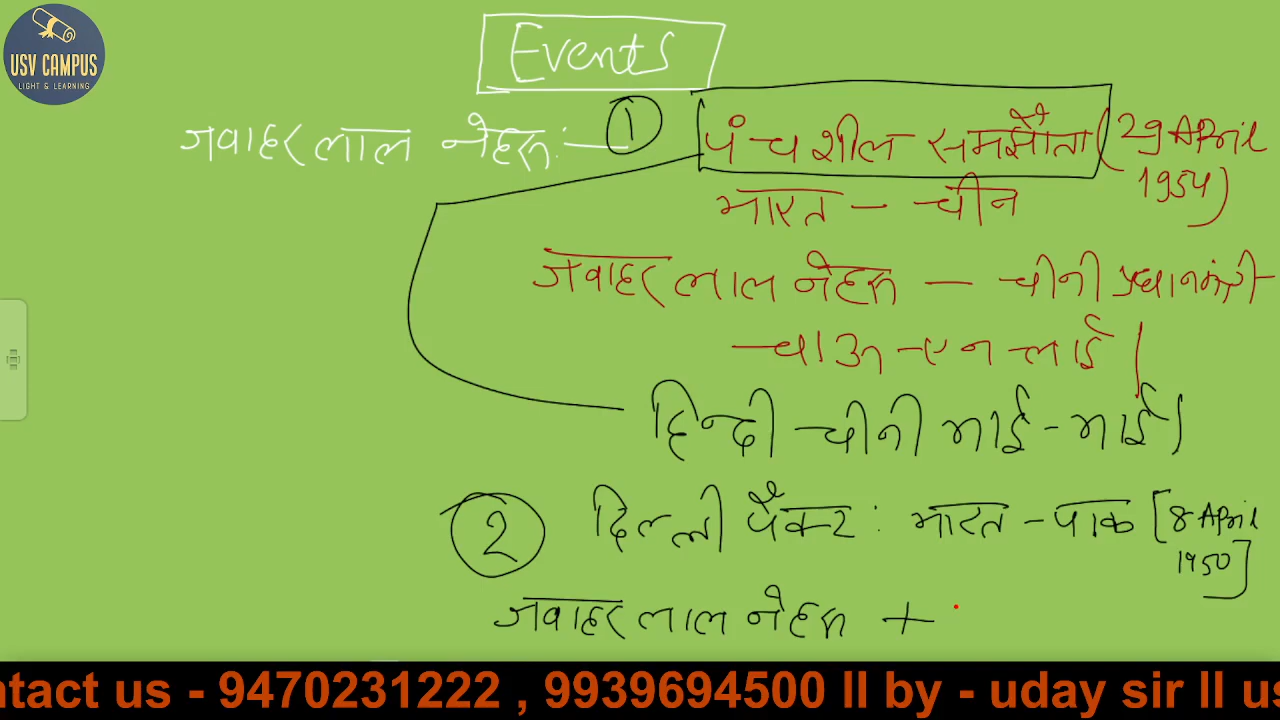 USV CAMPUS
LIGHT & LEARNING
Events
जवाहरलाल नेहरू :— ① पंचशील समझौता (29 April 1954)
भारत - चीन
जवाहरलाल नेहरू - चीनी प्रधानमंत्री
चाऊ-एन-लाई |
हिन्दी चीनी भाई-भाई |
② दिल्ली पैक्ट : भारत - पाक [8 April 1950]
जवाहरलाल नेहरू +
ntact us - 9470231222 , 9939694500 ll by - uday sir ll us